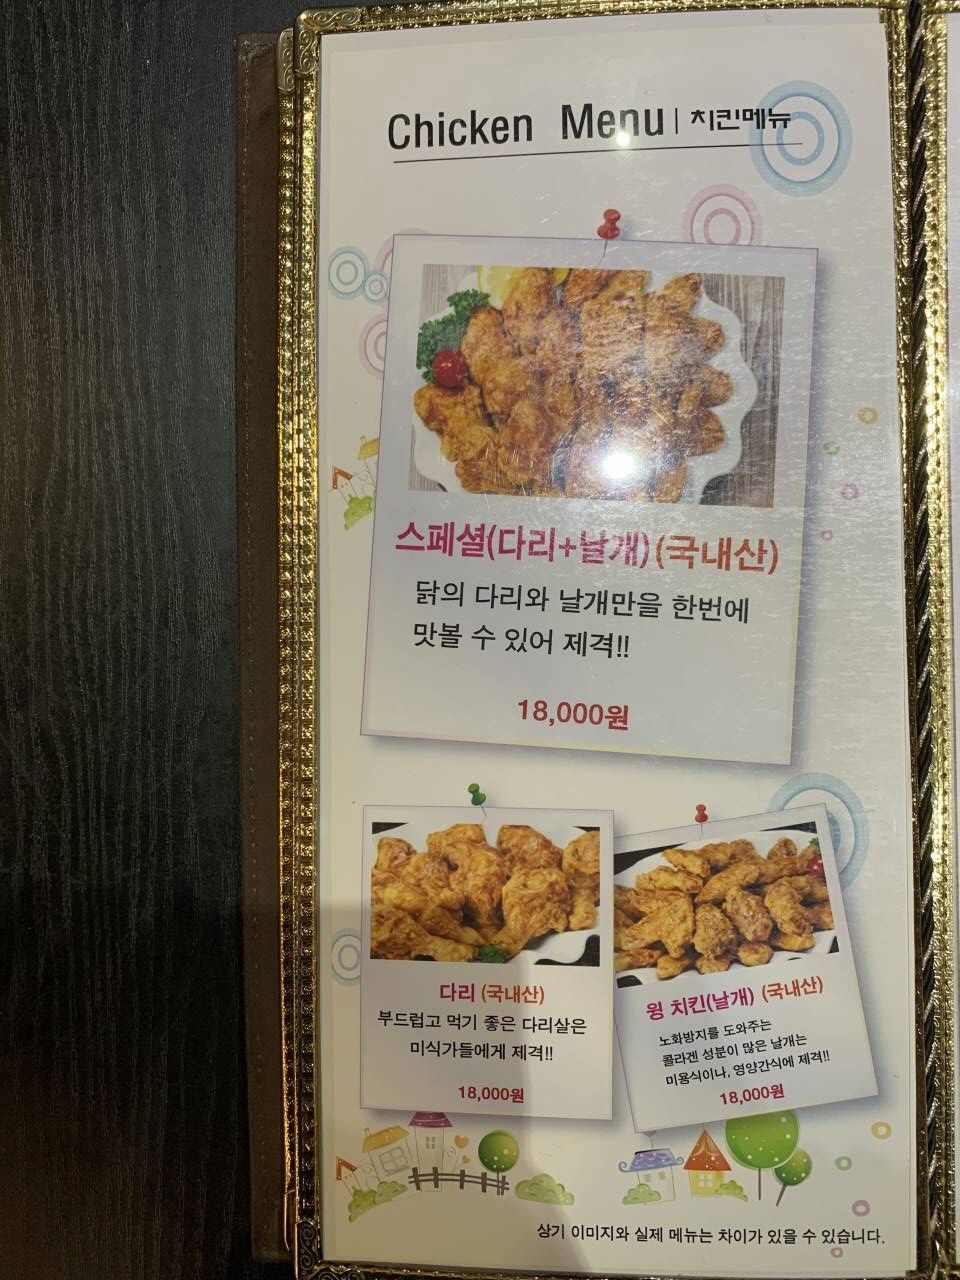 Chicken Menu | 치킨메뉴
스페셜(다리+날개)(국내산)
닭의 다리와 날개만을 한번에
맛볼 수 있어 제격!!
18,000원
다리 (국내산)
부드럽고 먹기 좋은 다리살은
미식가들에게 제격!!
18,000원
윙 치킨(날개) (국내산)
노화방지를 도와주는
콜라겐 성분이 많은 날개는
미용식이나, 영양간식에 제격!!
18,000원
상기 이미지와 실제 메뉴는 차이가 있을 수 있습니다.